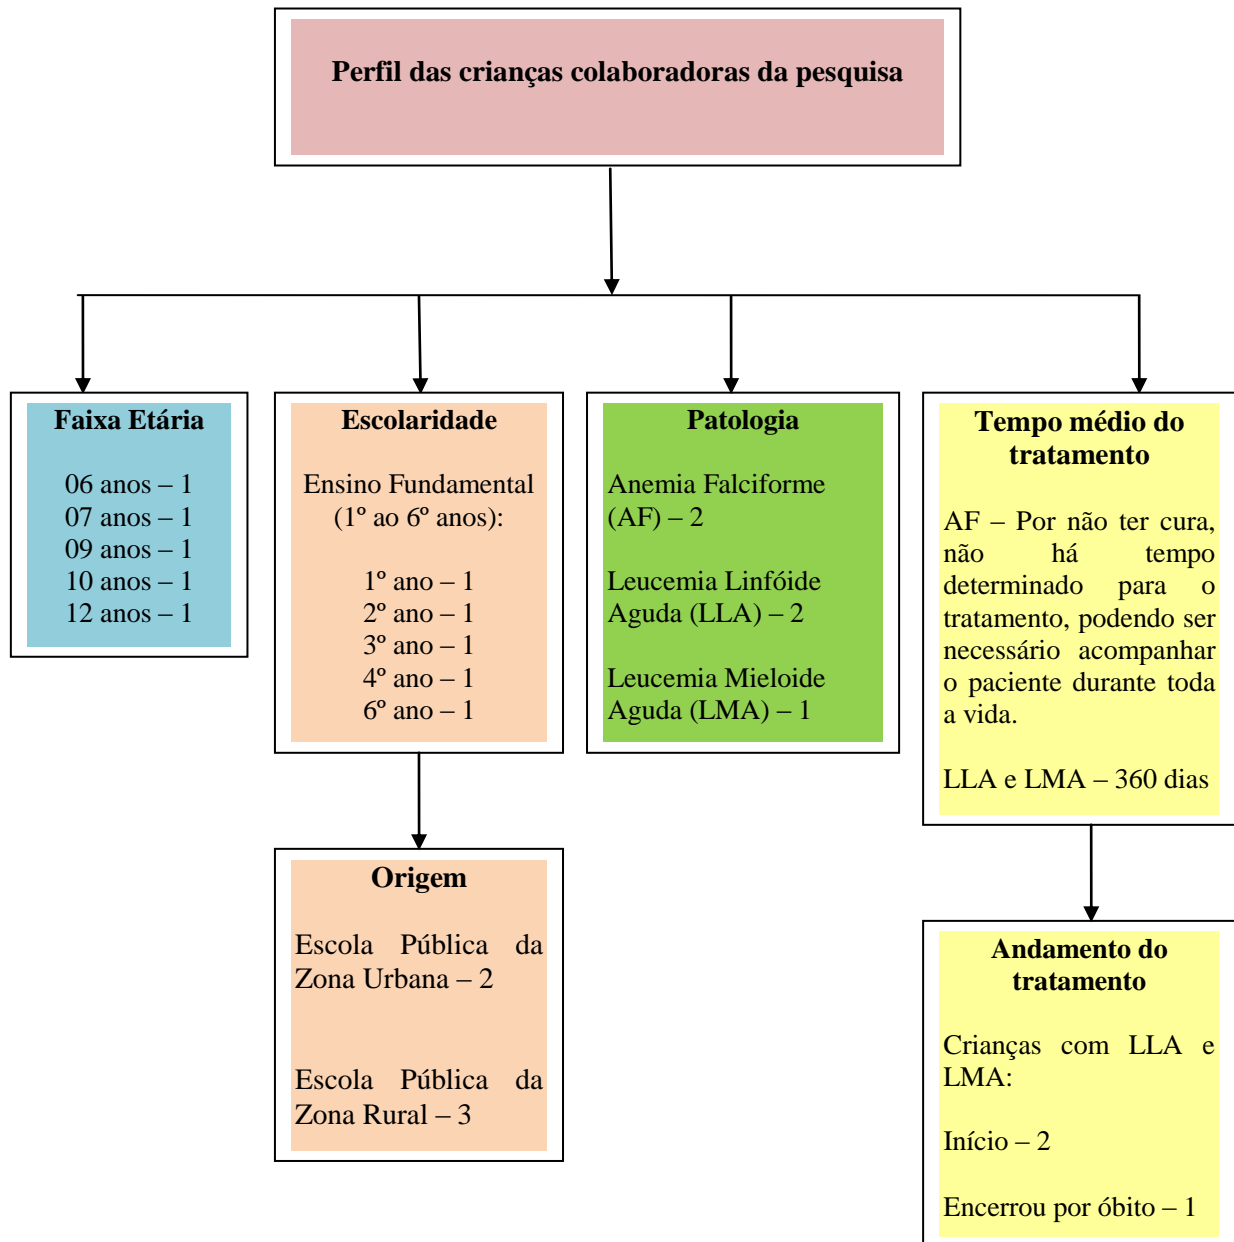 Perfil das crianças colaboradoras da pesquisa
Faixa Etária
06 anos – 1
07 anos – 1
09 anos – 1
10 anos – 1
12 anos – 1
Escolaridade
Ensino Fundamental
(1º ao 6º anos):
1º ano – 1
2º ano – 1
3º ano – 1
4º ano – 1
6º ano – 1
Patologia
Anemia Falciforme
(AF) – 2
Leucemia Linfóide
Aguda (LLA) – 2
Leucemia Mieloide
Aguda (LMA) – 1
Tempo médio do
tratamento
AF – Por não ter cura,
não há tempo
determinado para o
tratamento, podendo ser
necessário acompanhar
o paciente durante toda
a vida.
LLA e LMA – 360 dias
Origem
Escola Pública da
Zona Urbana – 2
Escola Pública da
Zona Rural – 3
Andamento do
tratamento
Crianças com LLA e
LMA:
Início – 2
Encerrou por óbito – 1